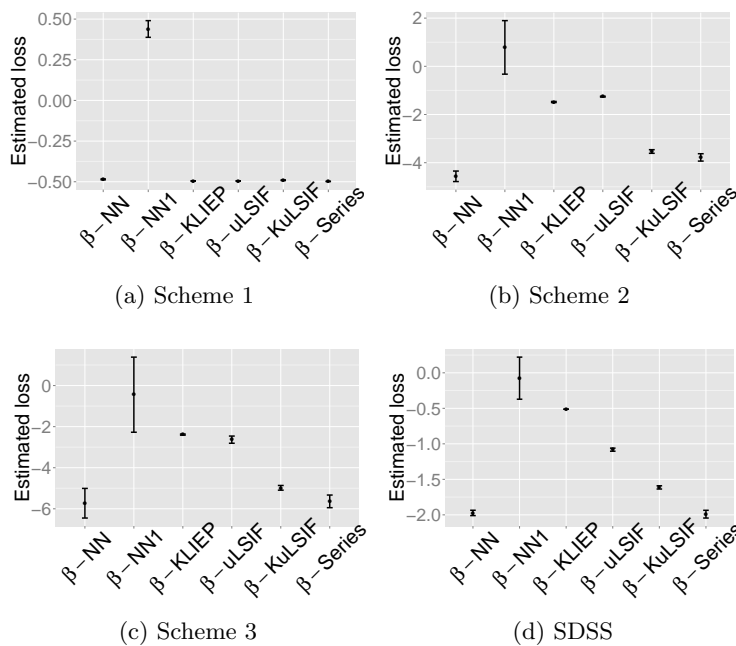 Estimated loss
0.50
0.25
0.00
−0.25
−0.50
β−NN
β−NN1
β−KLIEP
β−uLSIF
β−KuLSIF
β−Series
(a) Scheme 1
Estimated loss
2
0
−2
−4
β−NN
β−NN1
β−KLIEP
β−uLSIF
β−KuLSIF
β−Series
(b) Scheme 2
Estimated loss
0
−2
−4
−6
β−NN
β−NN1
β−KLIEP
β−uLSIF
β−KuLSIF
β−Series
(c) Scheme 3
Estimated loss
0.0
−0.5
−1.0
−1.5
−2.0
β−NN
β−NN1
β−KLIEP
β−uLSIF
β−KuLSIF
β−Series
(d) SDSS